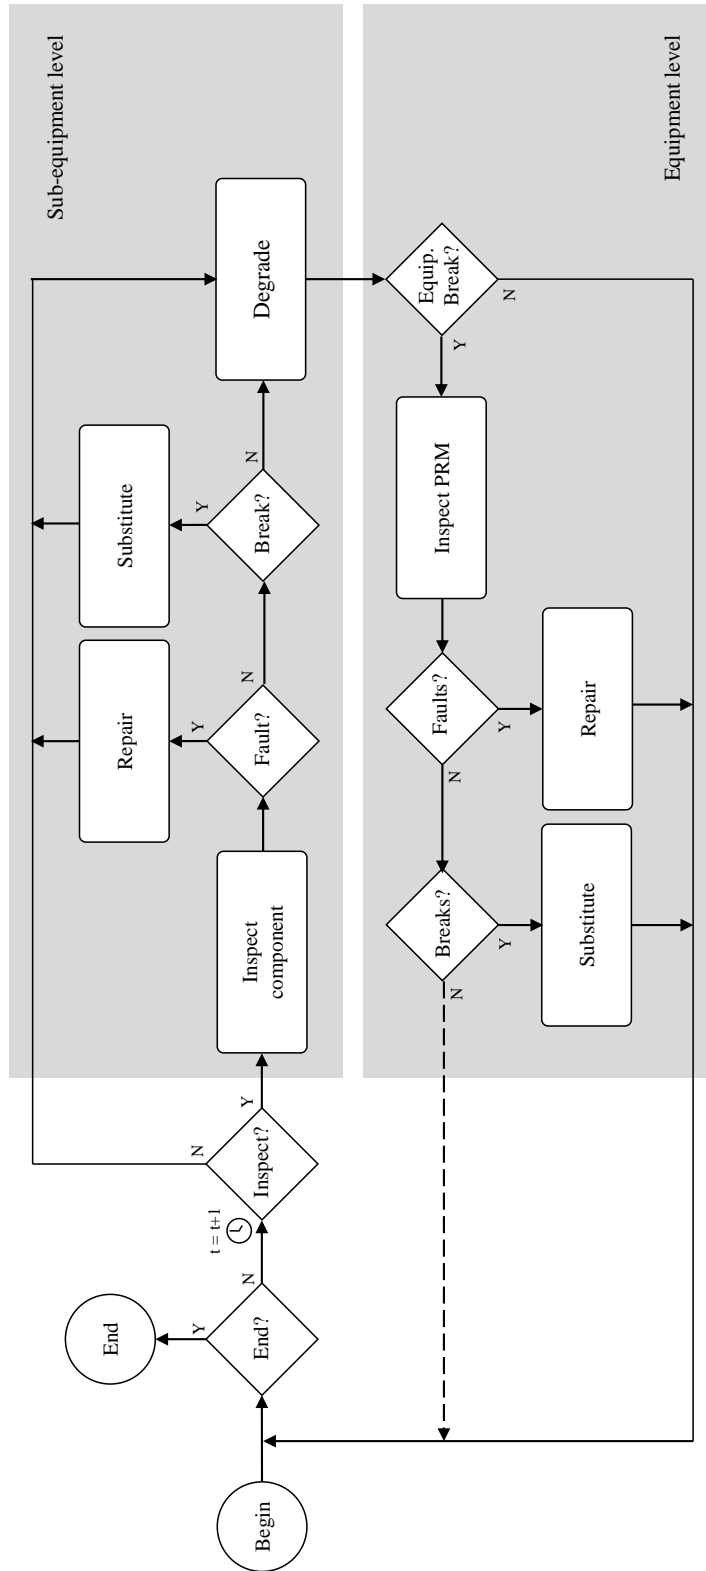 Sub-equipment level
Begin
End?
Y
End
N
t = t+1
Inspect?
N
Y
Inspect
component
Fault?
Y
Repair
N
Break?
Y
Substitute
N
Degrade
Equipment level
Equip.
Break?
N
Y
Inspect PRM
Faults?
Y
Repair
N
Breaks?
Y
Substitute
N